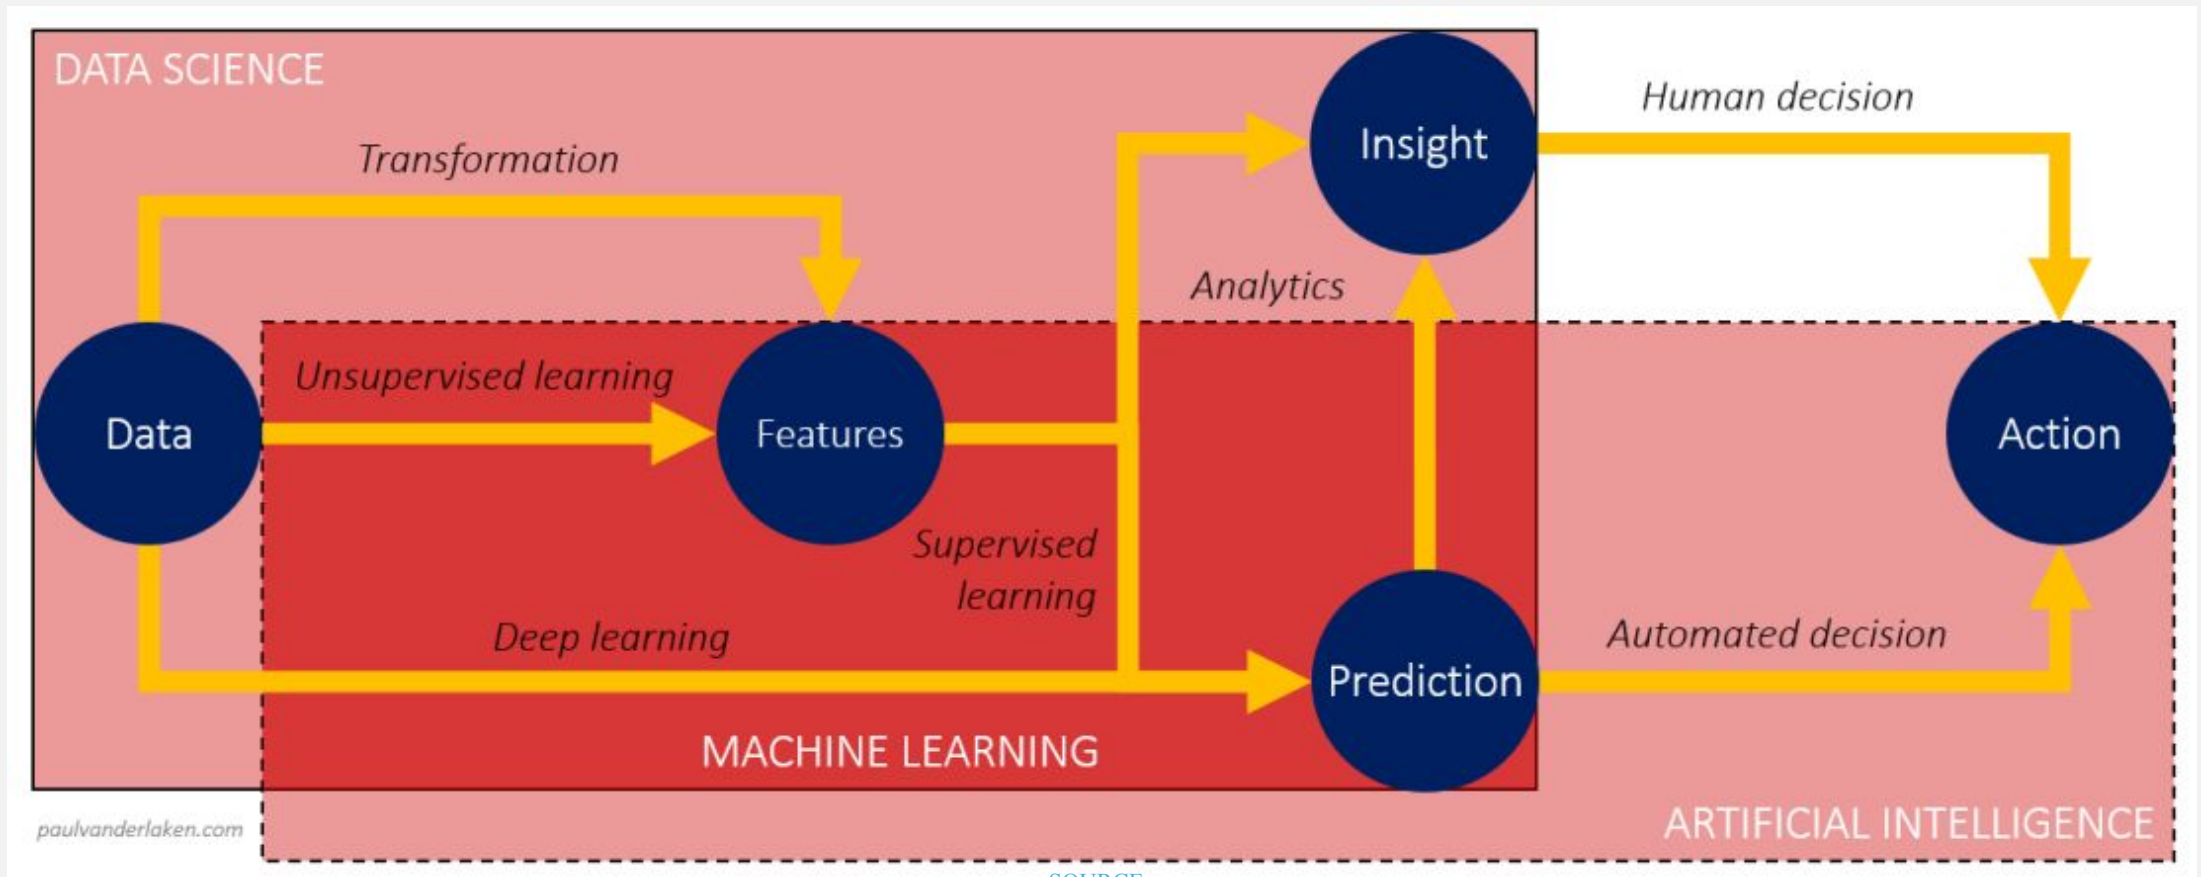 DATA SCIENCE
Human decision
Insight
Transformation
Analytics
Unsupervised learning
Data
Features
Action
Supervised
learning
Deep learning
Automated decision
Prediction
MACHINE LEARNING
ARTIFICIAL INTELLIGENCE
paulvanderlaken.com
SOURCE